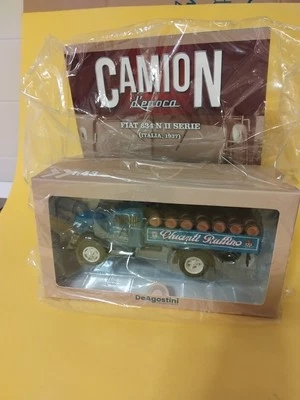 CAMION
d'epoca
FIAT 634 N II SERIE
(ITALIA, 1937)
Chianti Ruffino
DeAgostini